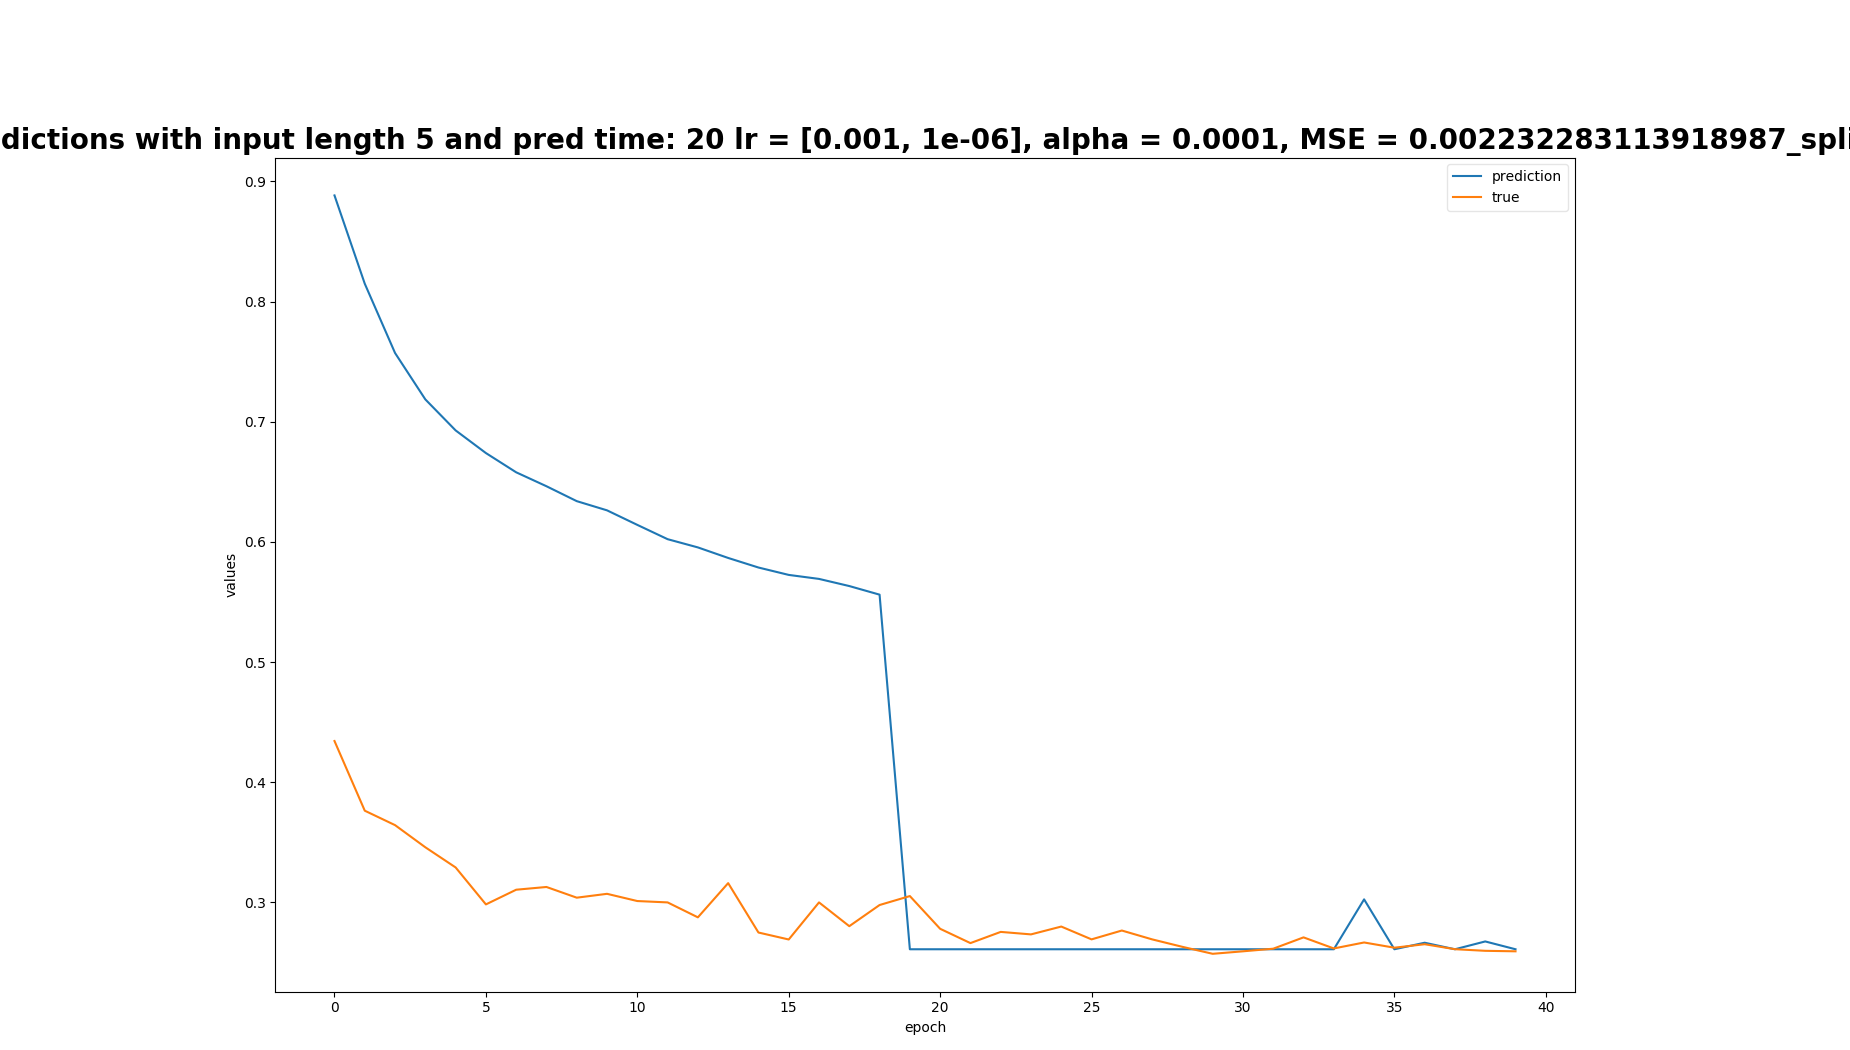 dictions with input length 5 and pred time: 20 lr = [0.001, 1e-06], alpha = 0.0001, MSE = 0.002232283113918987_spli
prediction
true
0.9
0.8
0.7
0.6
0.5
0.4
0.3
values
0 5 10 15 20 25 30 35 40
epoch